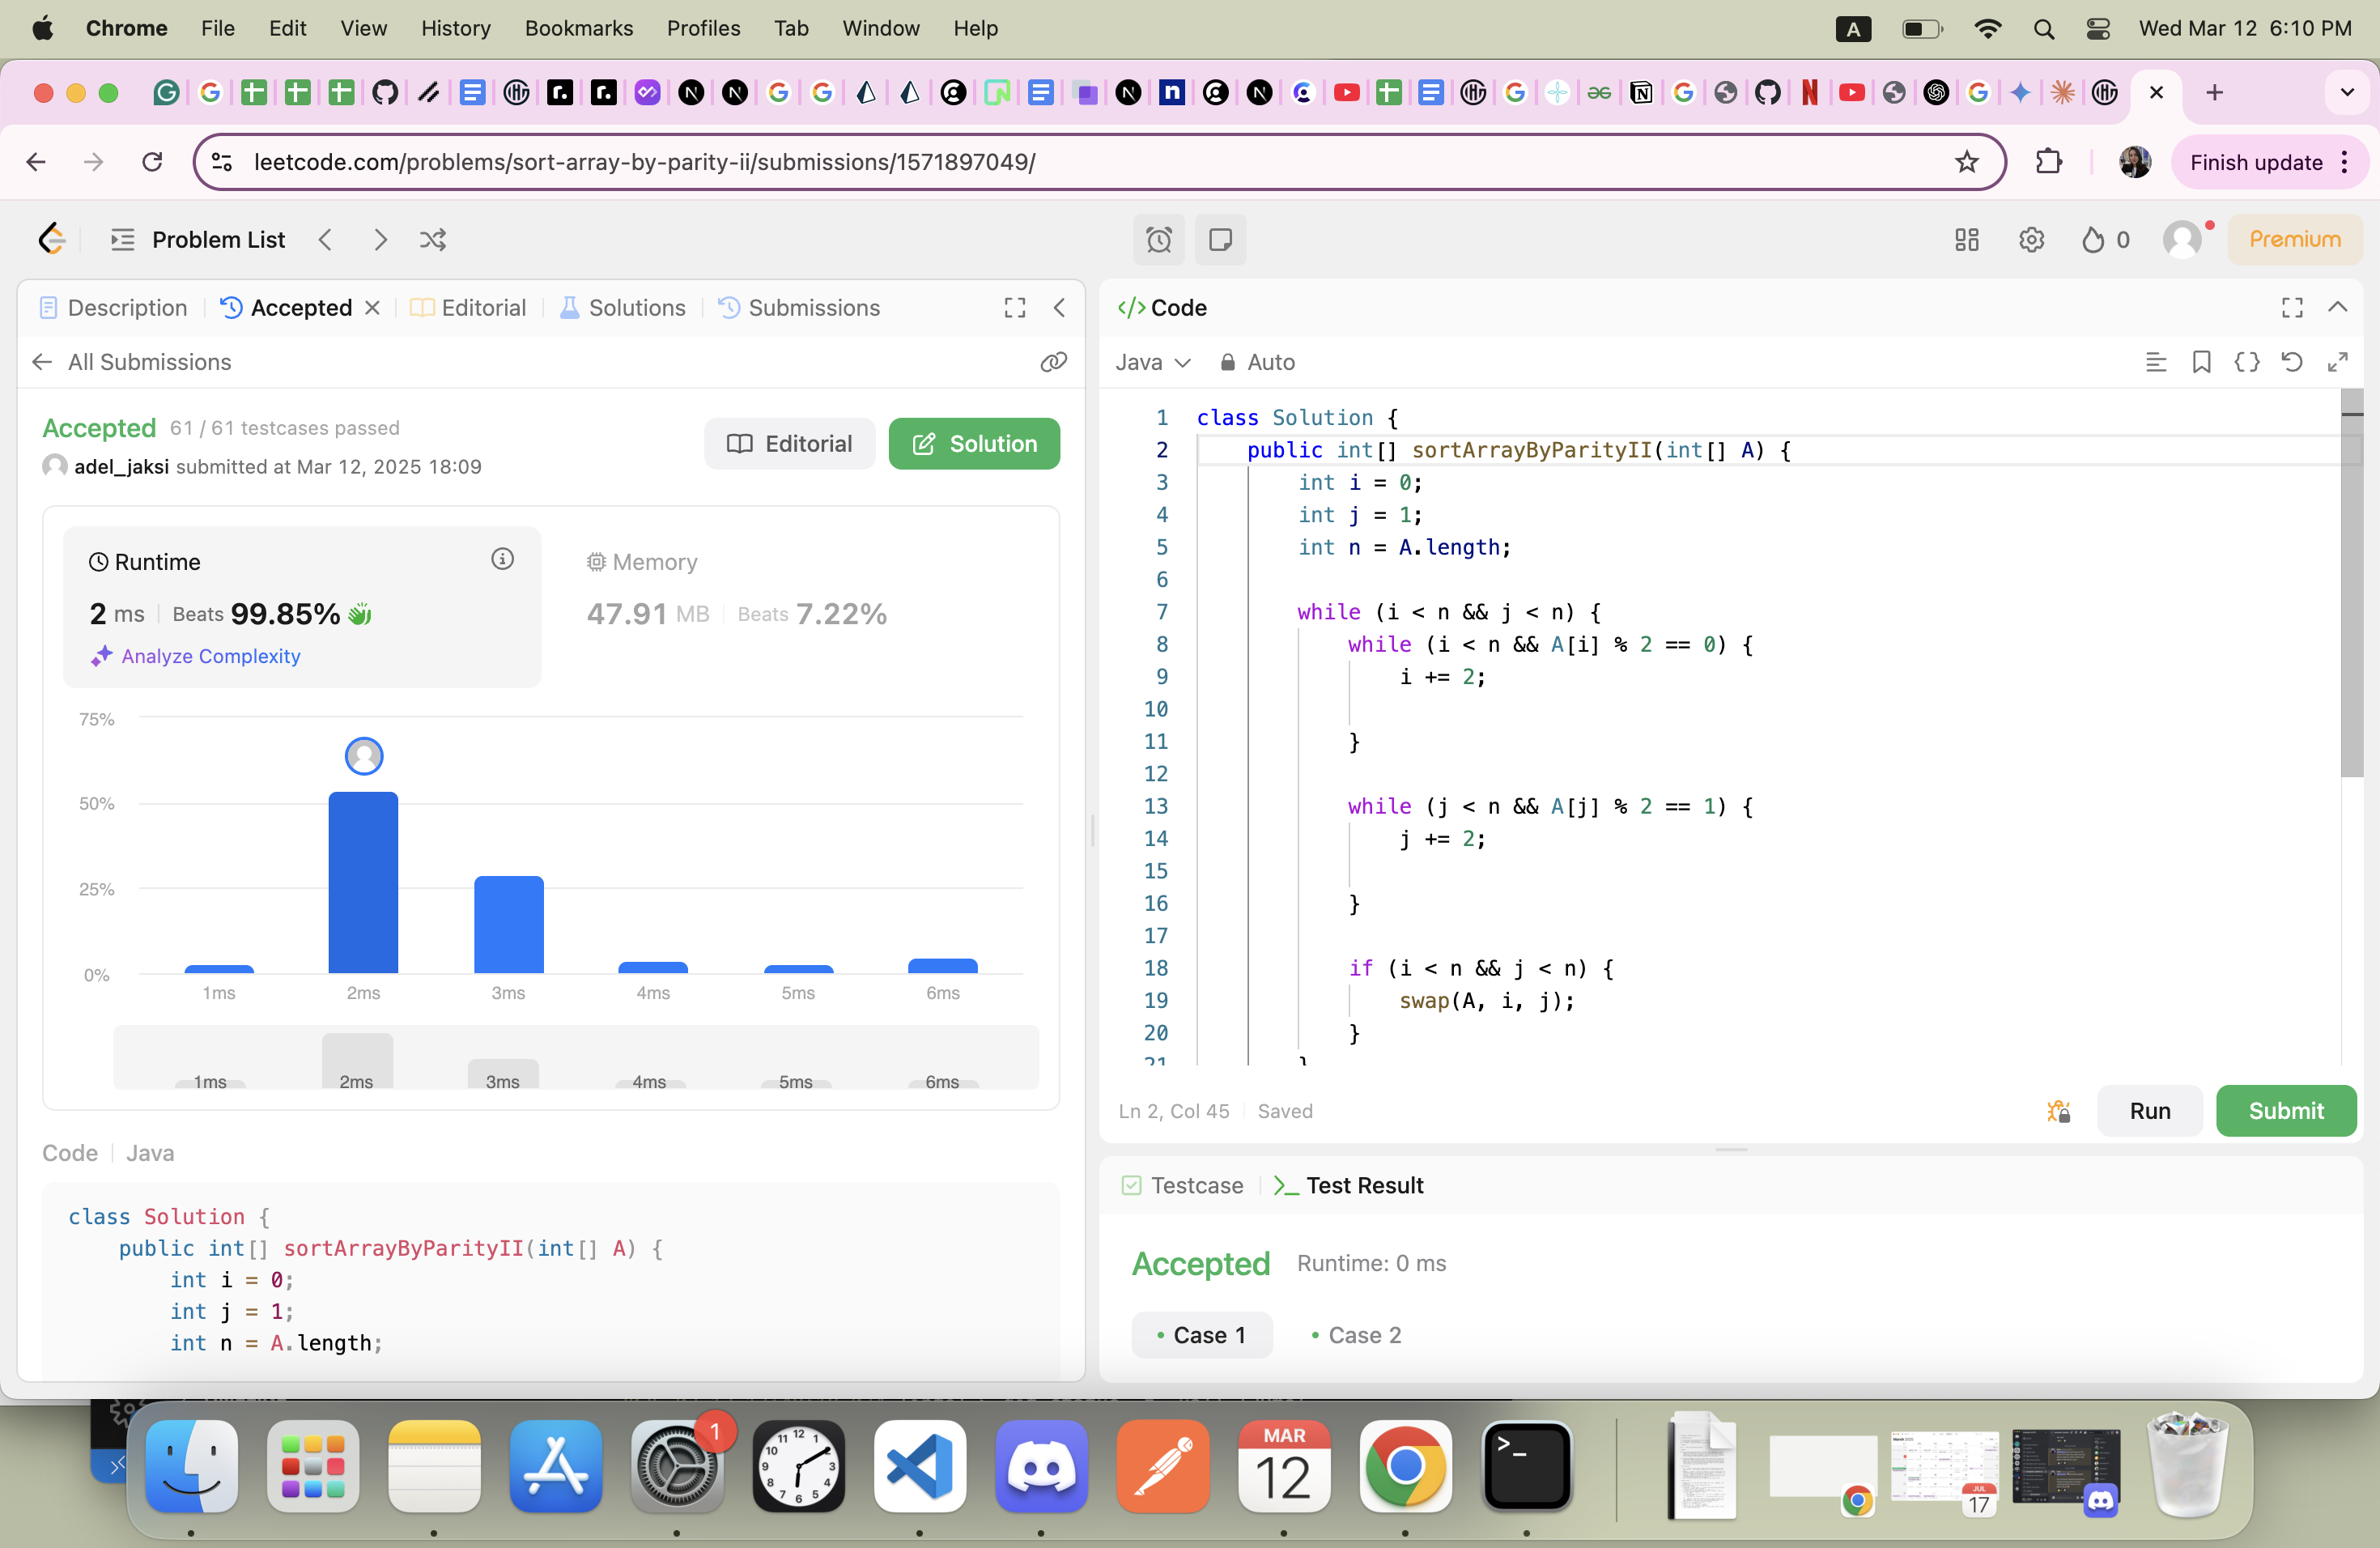 Chrome File Edit View History Bookmarks Profiles Tab Window Help A Wed Mar 12 6:10 PM
leetcode.com/problems/sort-array-by-parity-ii/submissions/1571897049/ Finish update
Problem List 0 Premium
Description Accepted Editorial Solutions Submissions
All Submissions
Accepted 61 / 61 testcases passed
adel_jaksi submitted at Mar 12, 2025 18:09
Editorial Solution
Runtime
2 ms Beats 99.85%
Analyze Complexity
Memory
47.91 MB Beats 7.22%
75%
50%
25%
0%
1ms 2ms 3ms 4ms 5ms 6ms
1ms 2ms 3ms 4ms 5ms 6ms
Code Java
class Solution {
public int[] sortArrayByParityII(int[] A) {
int i = 0;
int j = 1;
int n = A.length;
</> Code
Java Auto
1 class Solution {
2 public int[] sortArrayByParityII(int[] A) {
3 int i = 0;
4 int j = 1;
5 int n = A.length;
6
7 while (i < n && j < n) {
8 while (i < n && A[i] % 2 == 0) {
9 i += 2;
10
11 }
12
13 while (j < n && A[j] % 2 == 1) {
14 j += 2;
15
16 }
17
18 if (i < n && j < n) {
19 swap(A, i, j);
20 }
21 }
Ln 2, Col 45 Saved
Run Submit
Testcase >_ Test Result
Accepted Runtime: 0 ms
• Case 1 • Case 2
1
MAR
12
JUL
17